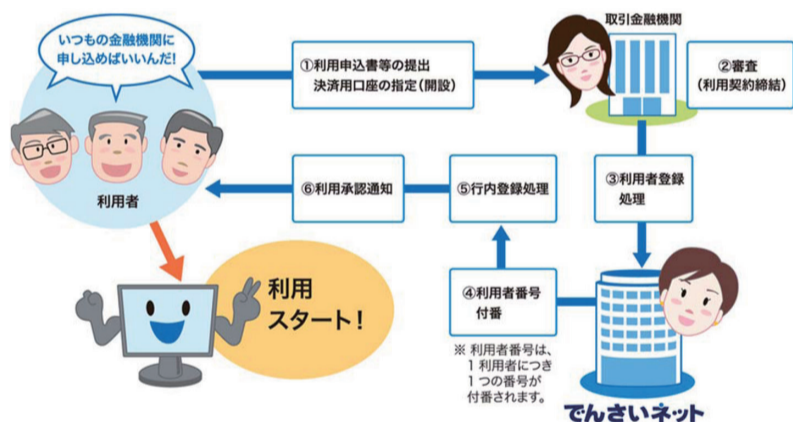 いつもの金融機関に
申し込めばいいんだ!
利用者
①利用申込書等の提出
決済用口座の指定(開設)
取引金融機関
②審査
(利用契約締結)
③利用者登録
処理
④利用者番号
付番
※ 利用者番号は、
1利用者につき
1つの番号が
付番されます。
でんさいネット
⑤行内登録処理
⑥利用承認通知
利用
スタート!